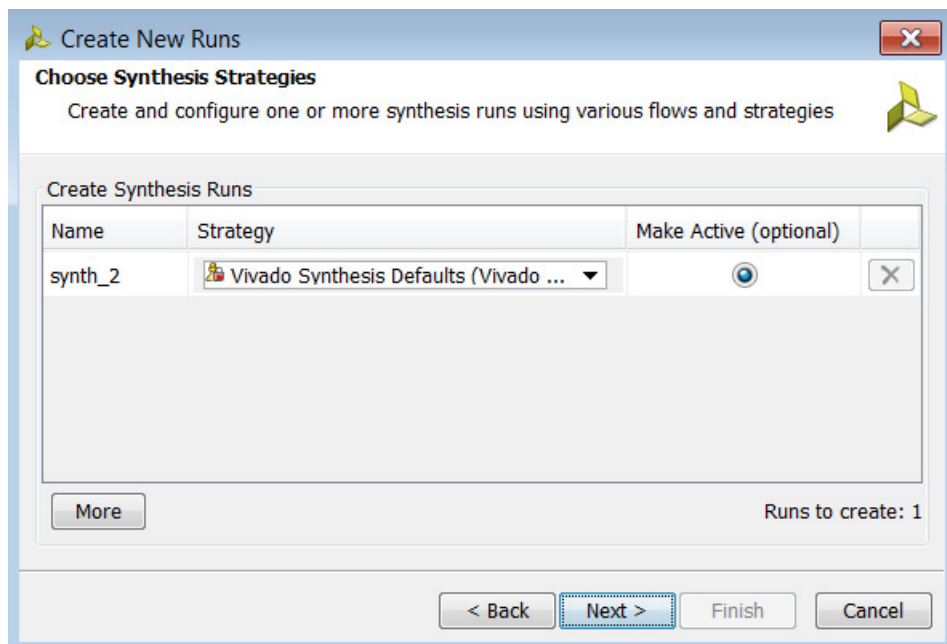 Create New Runs
Choose Synthesis Strategies
Create and configure one or more synthesis runs using various flows and strategies
Create Synthesis Runs
Name Strategy Make Active (optional)
synth_2 Vivado Synthesis Defaults (Vivado ...
More Runs to create: 1
< Back Next > Finish Cancel